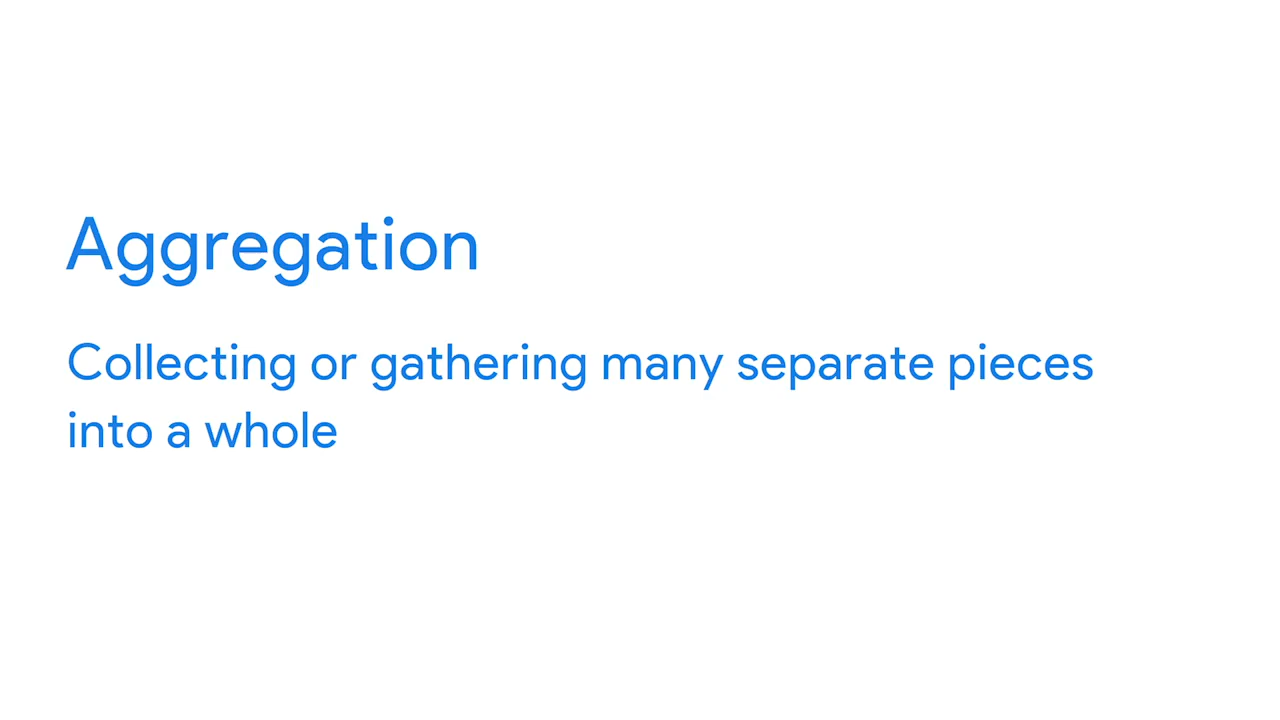 Aggregation
Collecting or gathering many separate pieces
into a whole